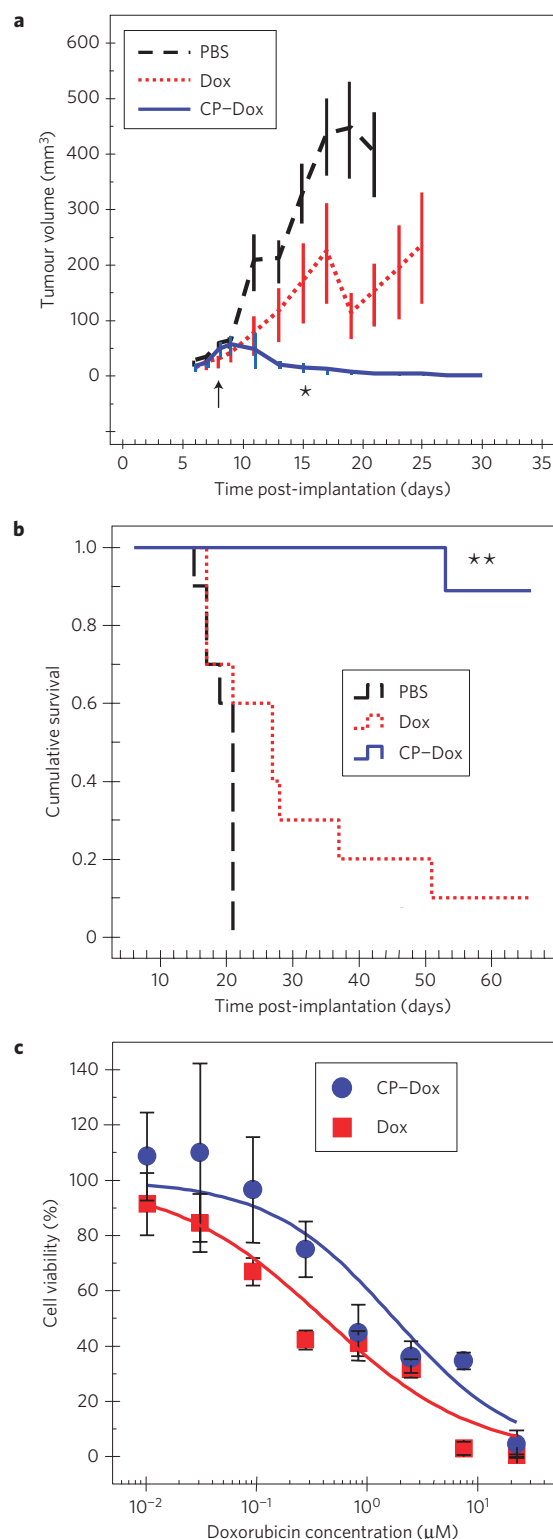 a
600
500
400
300
200
100
0
Tumour volume (mm³)
PBS
Dox
CP–Dox
↑
★
0 5 10 15 20 25 30 35
Time post-implantation (days)
b
1.0
0.8
0.6
0.4
0.2
0
Cumulative survival
★★
PBS
Dox
CP–Dox
10 20 30 40 50 60
Time post-implantation (days)
c
140
120
100
80
60
40
20
0
Cell viability (%)
CP–Dox
Dox
10⁻² 10⁻¹ 10⁰ 10¹
Doxorubicin concentration (μM)